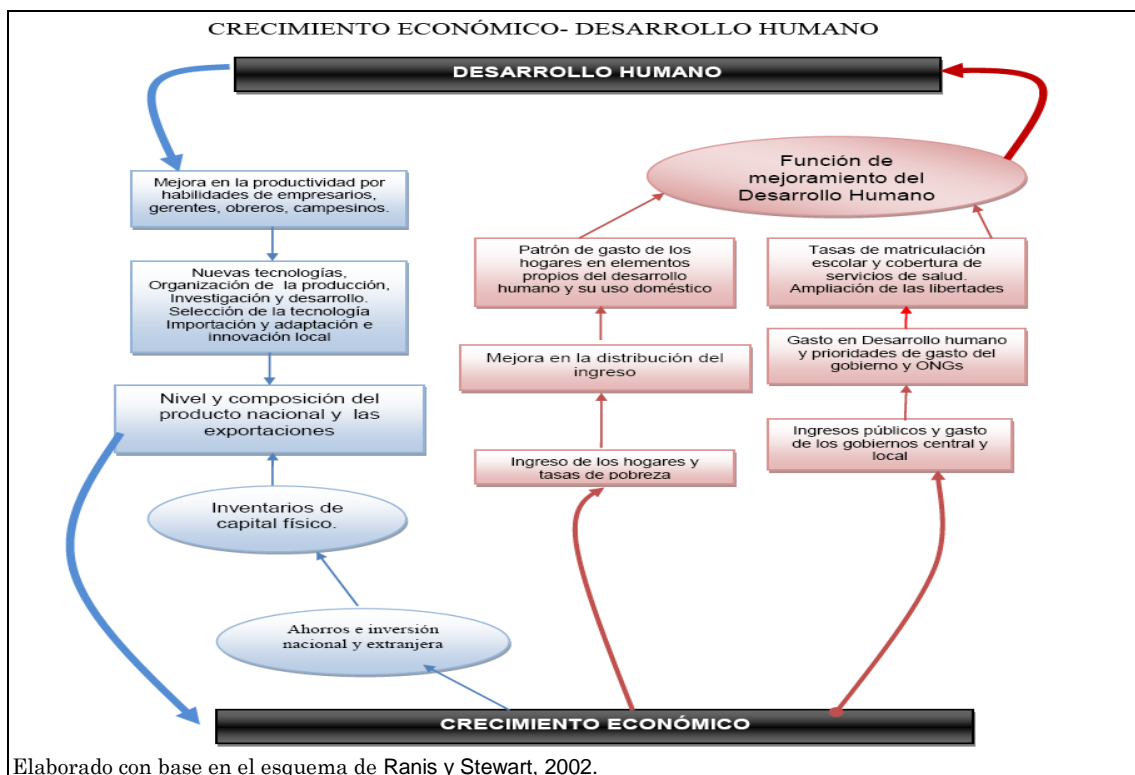 CRECIMIENTO ECONÓMICO- DESARROLLO HUMANO
DESARROLLO HUMANO
Mejora en la productividad por
habilidades de empresarios,
gerentes, obreros, campesinos.
Nuevas tecnologías,
Organización de la producción,
Investigación y desarrollo.
Selección de la tecnología
Importación y adaptación e
innovación local
Nivel y composición del
producto nacional y las
exportaciones
Inventarios de
capital físico.
Ahorros e inversión
nacional y extranjera
Función de
mejoramiento del
Desarrollo Humano
Patrón de gasto de los
hogares en elementos
propios del desarrollo
humano y su uso doméstico
Mejora en la distribución del
ingreso
Ingreso de los hogares y
tasas de pobreza
Tasas de matriculación
escolar y cobertura de
servicios de salud.
Ampliación de las libertades
Gasto en Desarrollo humano
y prioridades de gasto del
gobierno y ONGs
Ingresos públicos y gasto
de los gobiernos central y
local
CRECIMIENTO ECONÓMICO
Elaborado con base en el esquema de Ranis y Stewart, 2002.